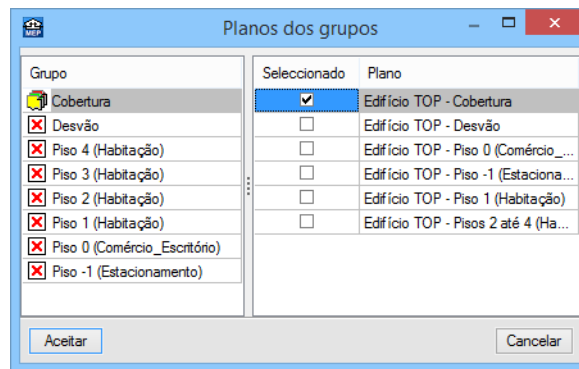 MEP
Planos dos grupos
Grupo
Cobertura
Desvão
Piso 4 (Habitação)
Piso 3 (Habitação)
Piso 2 (Habitação)
Piso 1 (Habitação)
Piso 0 (Comércio_Escritório)
Piso -1 (Estacionamento)
Seleccionado Plano
Edifício TOP - Cobertura
Edifício TOP - Desvão
Edifício TOP - Piso 0 (Comércio_...
Edifício TOP - Piso -1 (Estaciona...
Edifício TOP - Piso 1 (Habitação)
Edifício TOP - Pisos 2 até 4 (Ha...
Aceitar
Cancelar